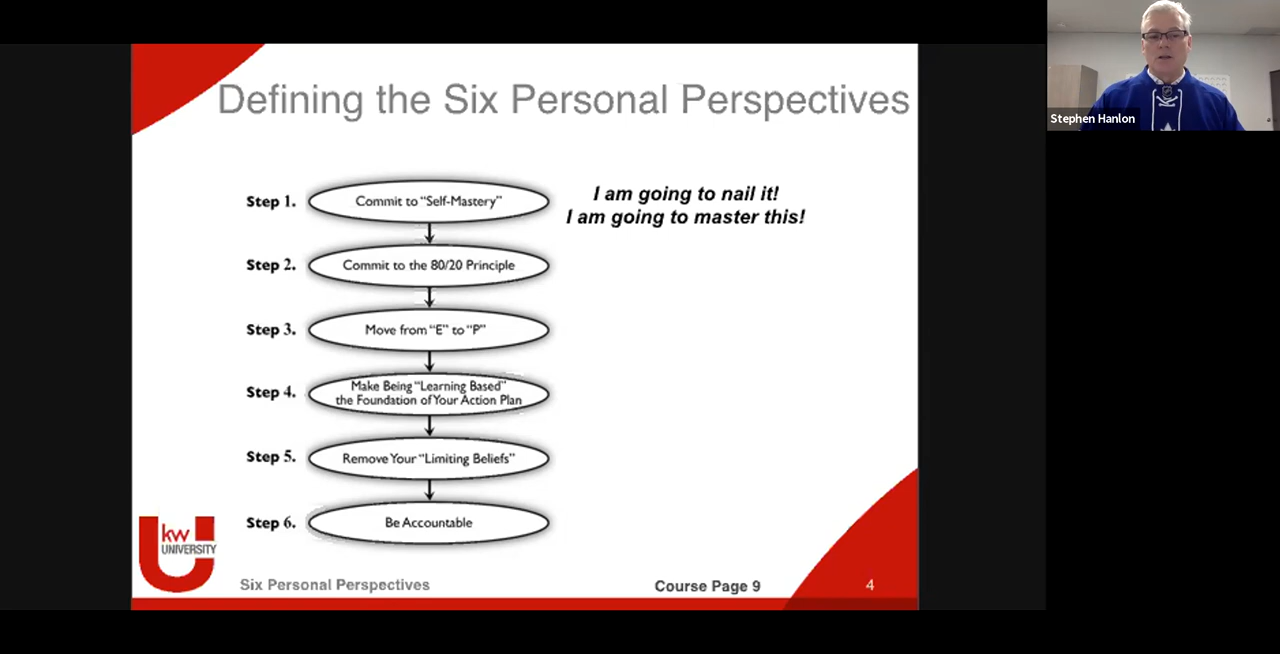 Defining the Six Personal Perspectives
Stephen Hanlon
Step 1.
Commit to “Self-Mastery”
I am going to nail it!
I am going to master this!
Step 2.
Commit to the 80/20 Principle
Step 3.
Move from “E” to “P”
Step 4.
Make Being “Learning Based”
the Foundation of Your Action Plan
Step 5.
Remove Your “Limiting Beliefs”
Step 6.
Be Accountable
kw
UNIVERSITY
Six Personal Perspectives
Course Page 9
4